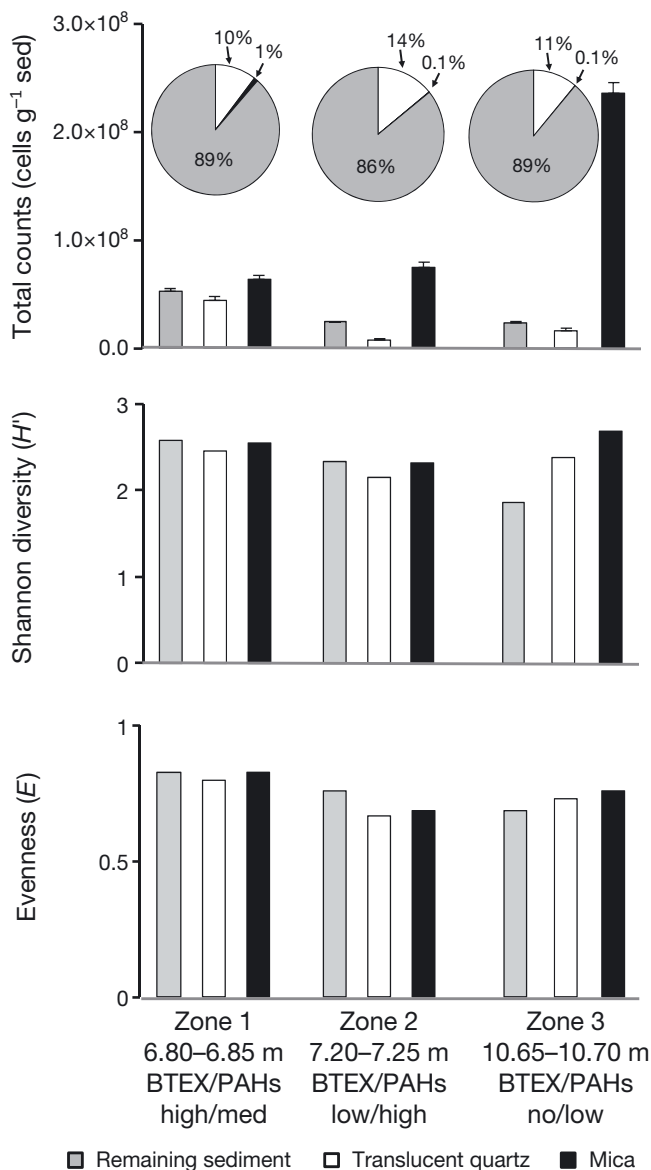 3.0×10⁸
2.0×10⁸
1.0×10⁸
0.0
Total counts (cells g⁻¹ sed)
10%
1%
89%
14%
0.1%
86%
11%
0.1%
89%
3
2
1
0
Shannon diversity (H')
1
0.5
0
Evenness (E)
Zone 1
6.80–6.85 m
BTEX/PAHs
high/med
Zone 2
7.20–7.25 m
BTEX/PAHs
low/high
Zone 3
10.65–10.70 m
BTEX/PAHs
no/low
Remaining sediment
Translucent quartz
Mica